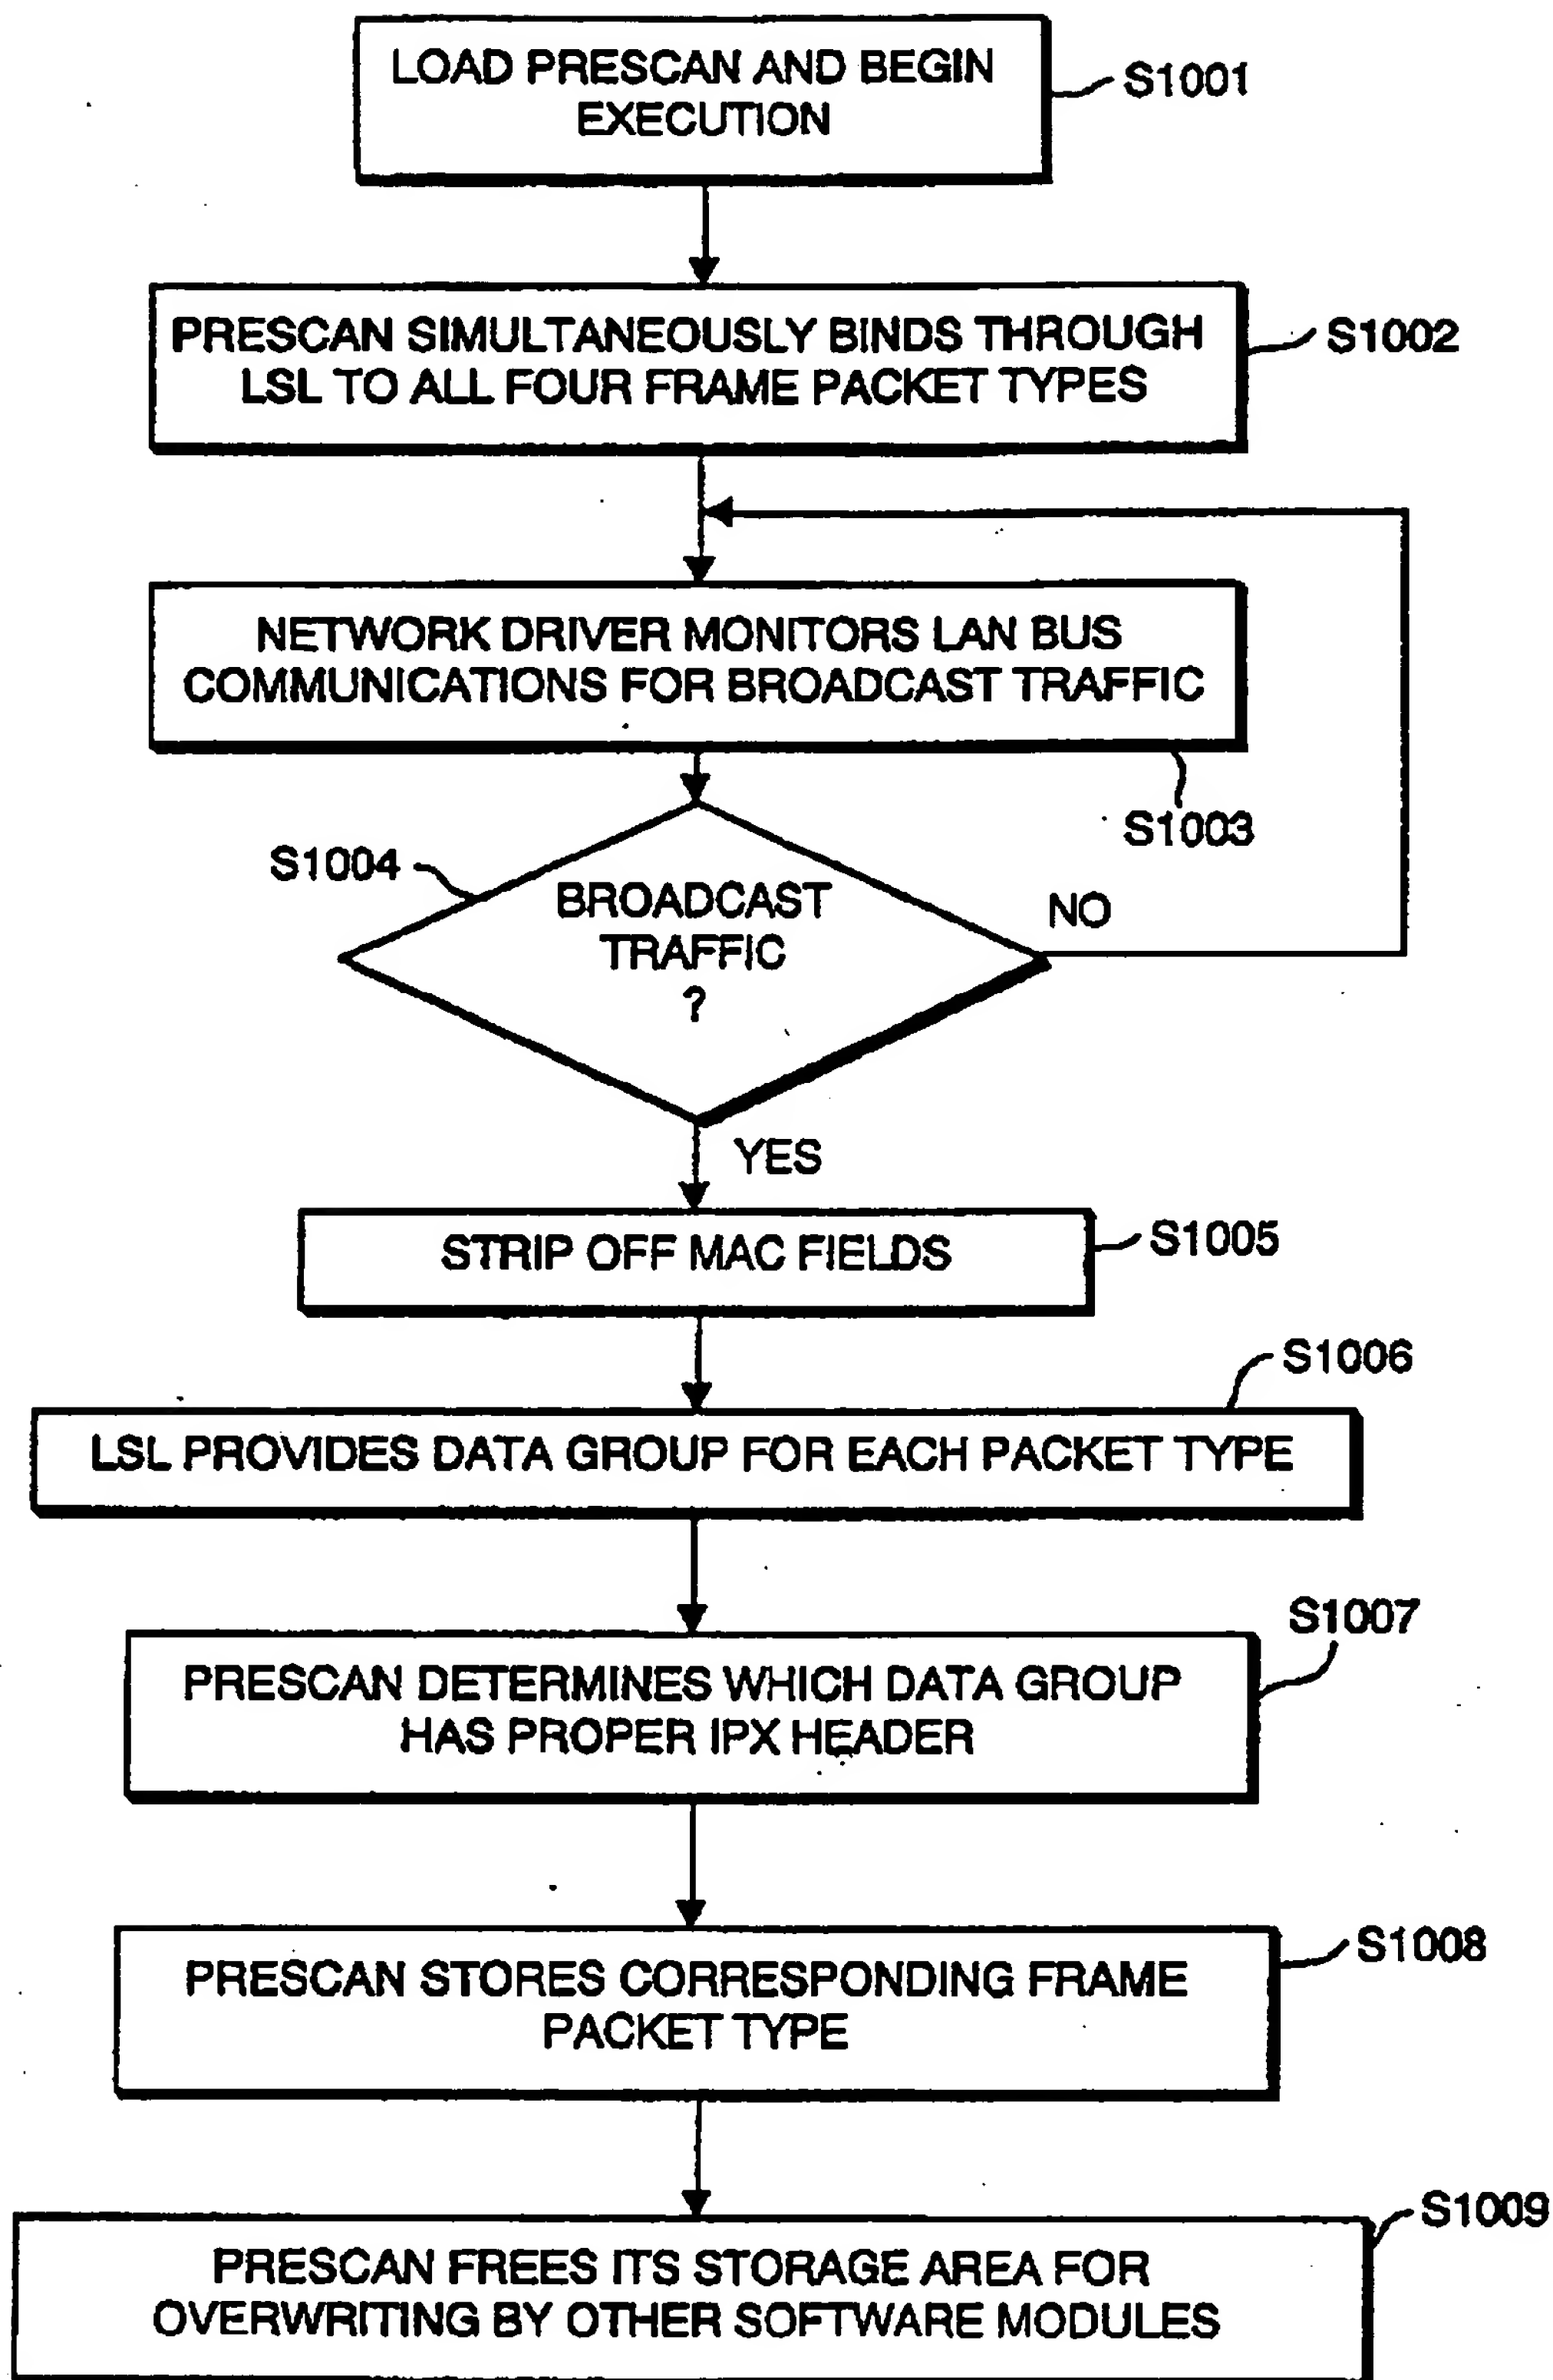 LOAD PRESCAN AND BEGIN
EXECUTION
S1001
PRESCAN SIMULTANEOUSLY BINDS THROUGH
LSL TO ALL FOUR FRAME PACKET TYPES
S1002
NETWORK DRIVER MONITORS LAN BUS
COMMUNICATIONS FOR BROADCAST TRAFFIC
S1003
S1004
BROADCAST
TRAFFIC
?
NO
YES
STRIP OFF MAC FIELDS
S1005
S1006
LSL PROVIDES DATA GROUP FOR EACH PACKET TYPE
S1007
PRESCAN DETERMINES WHICH DATA GROUP
HAS PROPER IPX HEADER
S1008
PRESCAN STORES CORRESPONDING FRAME
PACKET TYPE
S1009
PRESCAN FREES ITS STORAGE AREA FOR
OVERWRITING BY OTHER SOFTWARE MODULES